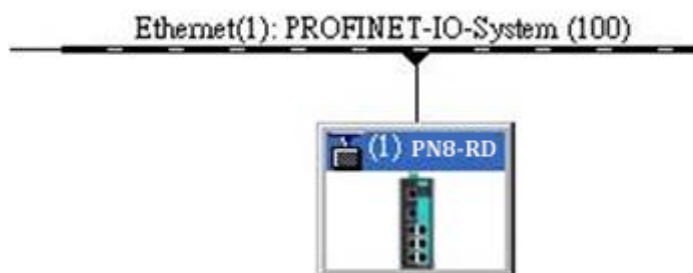 Ethernet(1): PROFINET-IO-System (100)
(1) PN8-RD